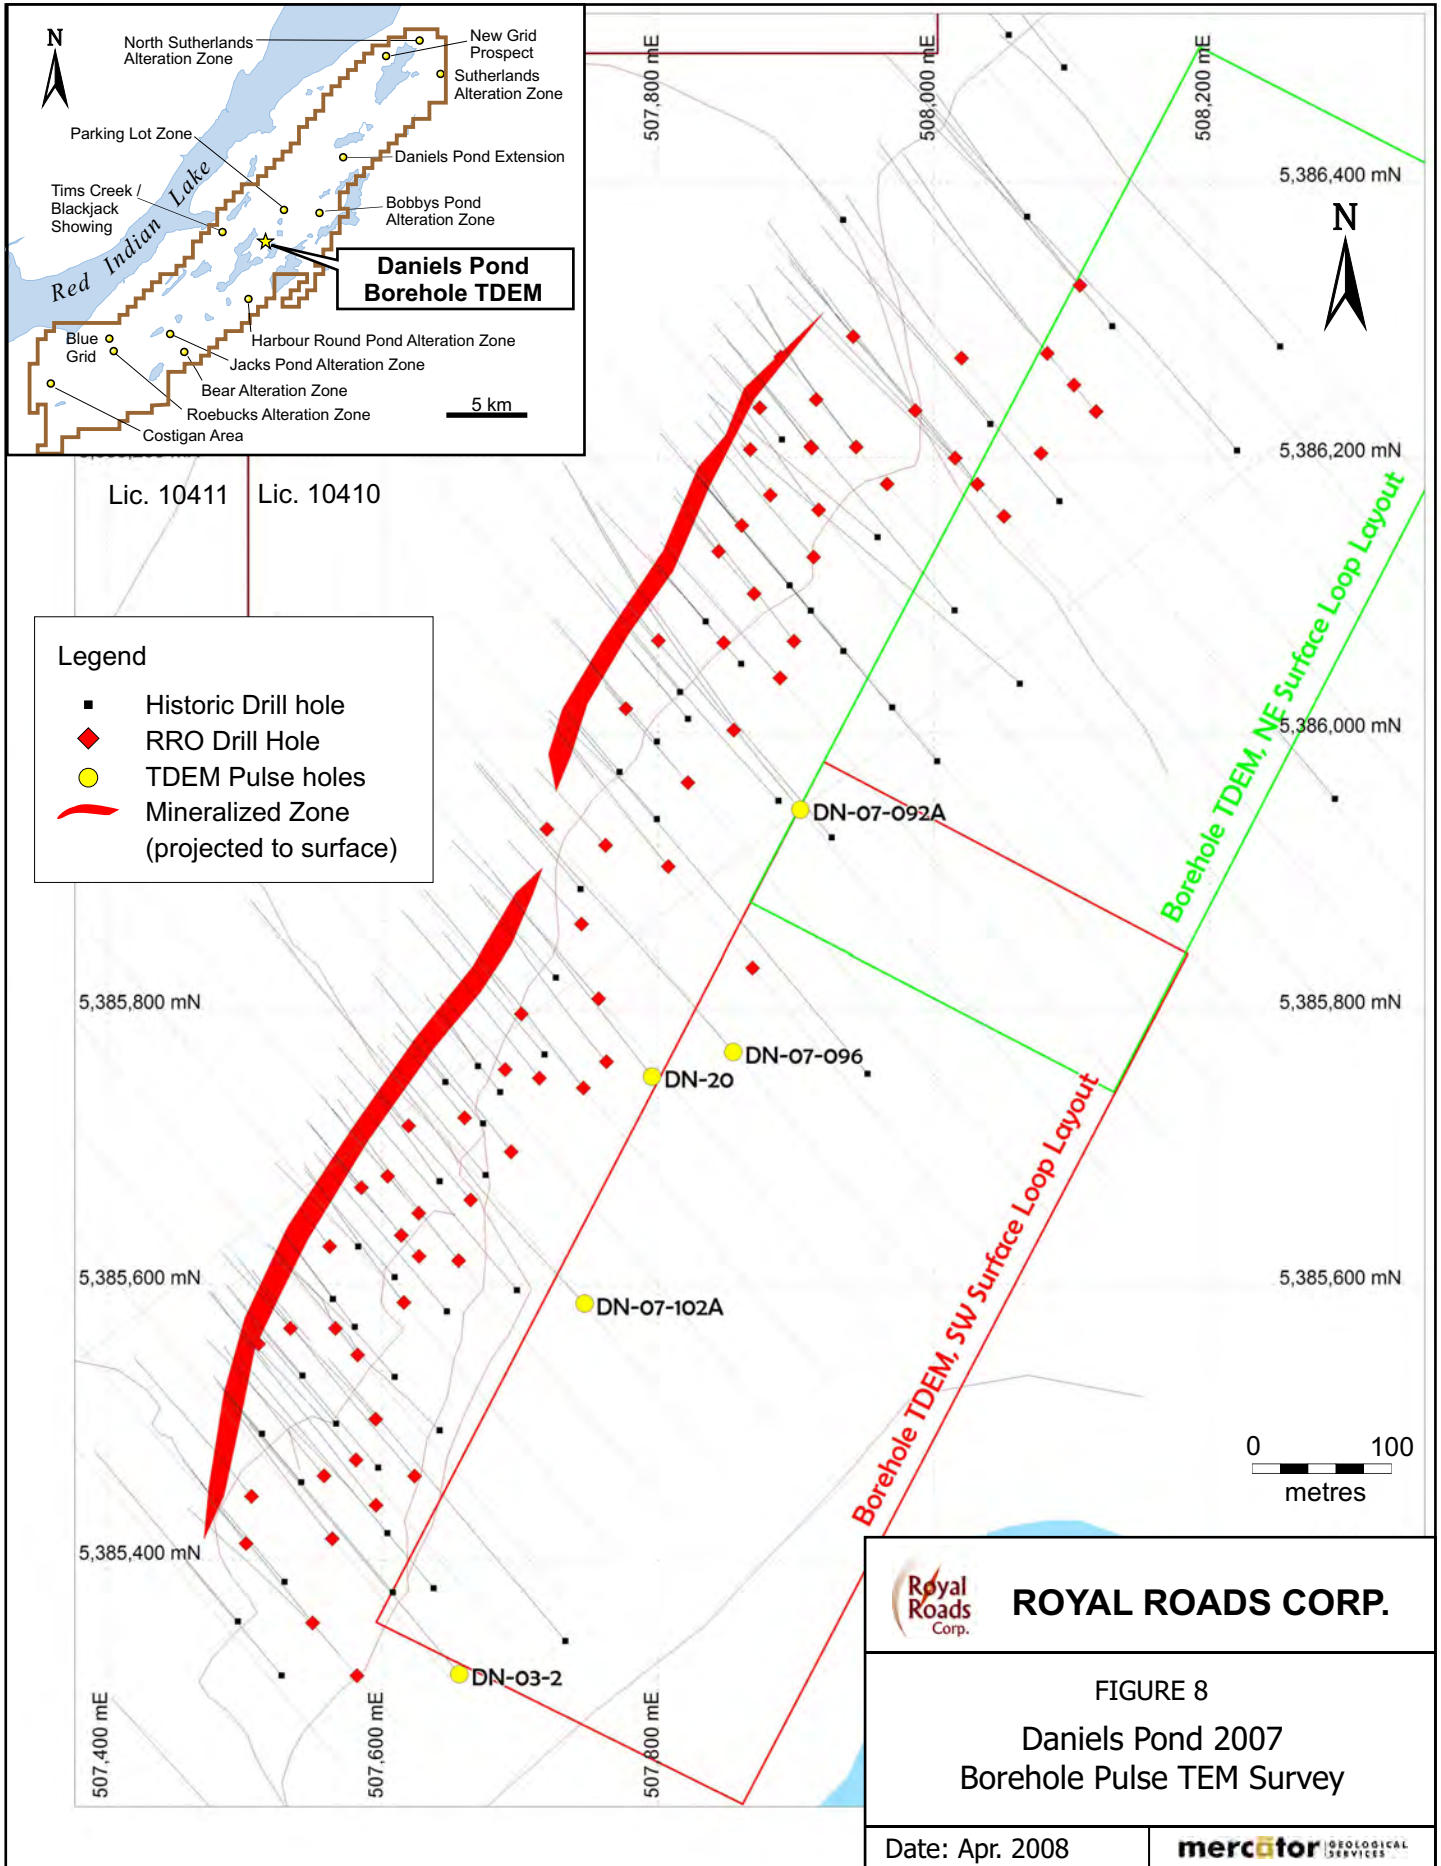 N
North Sutherlands
Alteration Zone
New Grid
Prospect
Sutherlands
Alteration Zone
Parking Lot Zone
Daniels Pond Extension
Tims Creek /
Blackjack
Showing
Bobbys Pond
Alteration Zone
Red Indian Lake
Daniels Pond
Borehole TDEM
Blue
Grid
Harbour Round Pond Alteration Zone
Jacks Pond Alteration Zone
Bear Alteration Zone
Roebucks Alteration Zone
Costigan Area
5 km
507,800 mE
508,000 mE
508,200 mE
5,386,400 mN
N
5,386,200 mN
Lic. 10411
Lic. 10410
Legend
Historic Drill hole
RRO Drill Hole
TDEM Pulse holes
Mineralized Zone
(projected to surface)
Borehole TDEM, NE Surface Loop Layout
5,386,000 mN
DN-07-092A
5,385,800 mN
5,385,800 mN
DN-07-096
DN-20
Borehole TDEM, SW Surface Loop Layout
5,385,600 mN
5,385,600 mN
DN-07-102A
0 100
metres
5,385,400 mN
DN-03-2
507,400 mE
507,600 mE
507,800 mE
Royal
Roads
Corp.
ROYAL ROADS CORP.
FIGURE 8
Daniels Pond 2007
Borehole Pulse TEM Survey
Date: Apr. 2008
mercator GEOLOGICAL
SERVICES